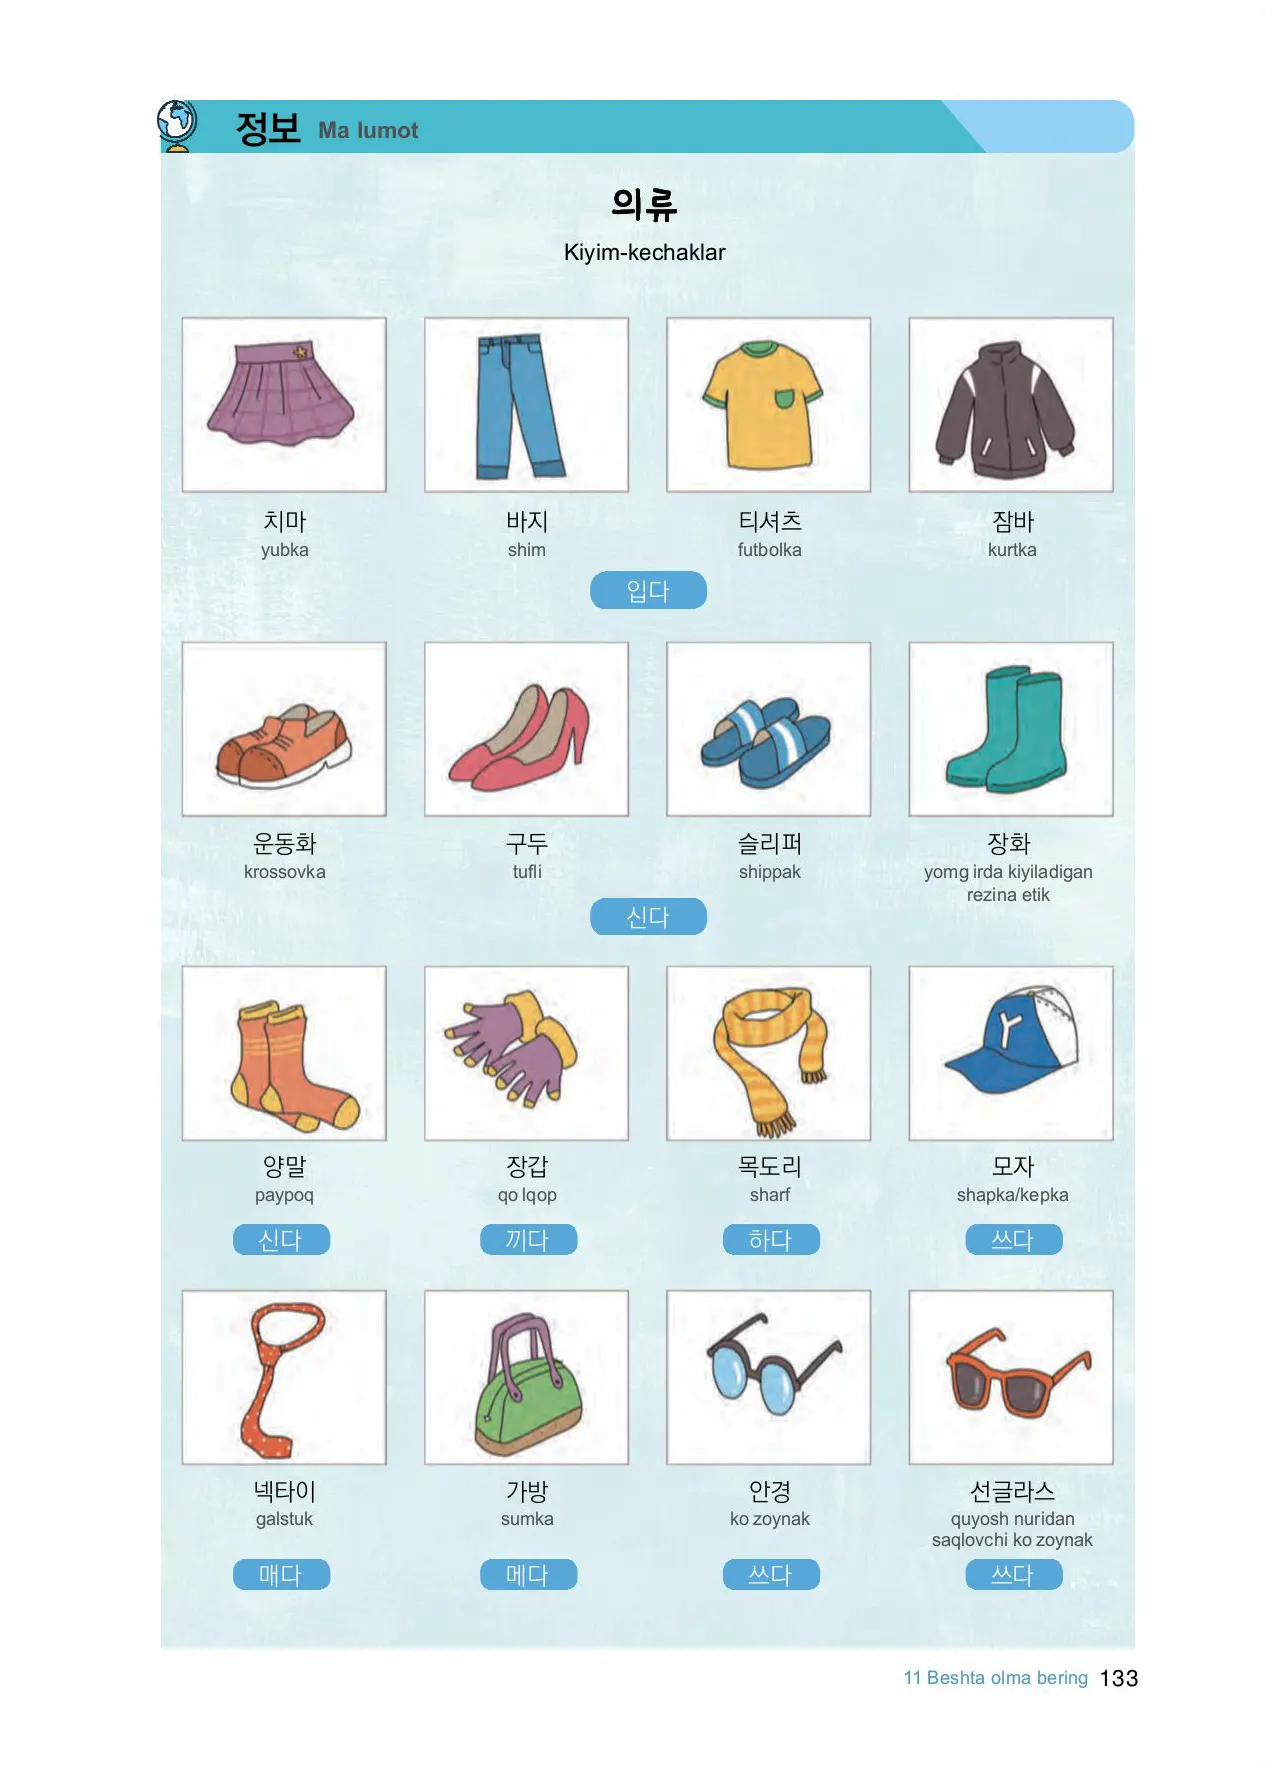 정보 Ma lumot
의류
Kiyim-kechaklar
치마 바지 티셔츠 잠바
yubka shim futbolka kurtka
입다
운동화 구두 슬리퍼 장화
krossovka tufli shippak yomg irda kiyiladigan
rezina etik
신다
양말 장갑 목도리 모자
paypoq qo lqop sharf shapka/kepka
신다 끼다 하다 쓰다
넥타이 가방 안경 선글라스
galstuk sumka ko zoynak quyosh nuridan
saqlovchi ko zoynak
매다 메다 쓰다 쓰다
11 Beshta olma bering 133